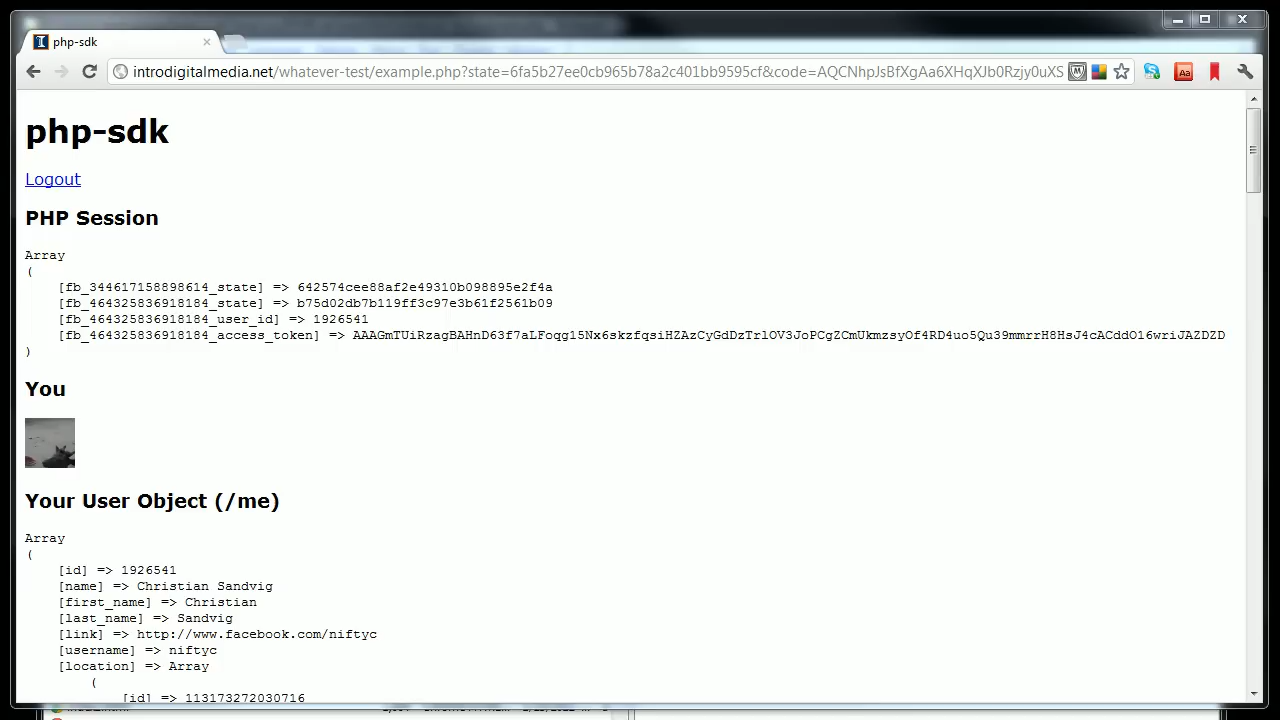 php-sdk
introdigitalmedia.net/whatever-test/example.php?state=6fa5b27ee0cb965b78a2c401bb9595cf&code=AQCNhpJsBfXgAa6XHqXJb0Rzjy0uXS
php-sdk
Logout
PHP Session
Array
(
[fb_344617158898614_state] => 642574cee88af2e49310b098895e2f4a
[fb_464325836918184_state] => b75d02db7b119ff3c97e3b61f2561b09
[fb_464325836918184_user_id] => 1926541
[fb_464325836918184_access_token] => AAAGmTUiRzagBAHnD63f7aLFoqg15Nx6skzfqsiHZAzCyGdDzTrlOV3JoPCgZCmUkmzsyOf4RD4uo5Qu39mmrrH8HsJ4cACddO16wriJAZDZD
)
You
Your User Object (/me)
Array
(
[id] => 1926541
[name] => Christian Sandvig
[first_name] => Christian
[last_name] => Sandvig
[link] => http://www.facebook.com/niftyc
[username] => niftyc
[location] => Array
(
[id] => 113173272030716